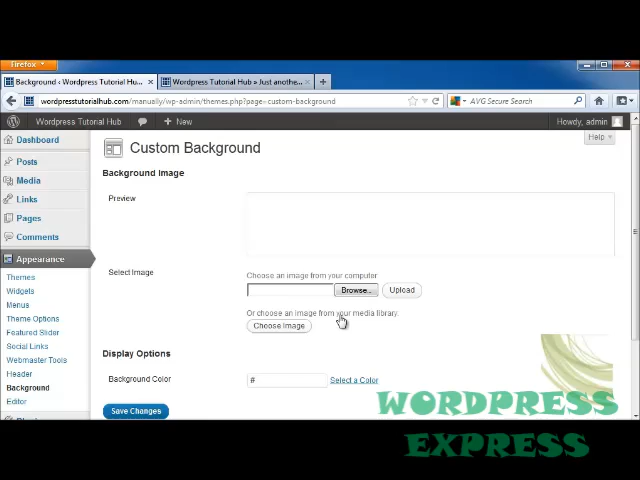 Firefox
Background ‹ Wordpress Tutorial Hu...
Wordpress Tutorial Hub » Just anothe...
wordpresstutorialhub.com/manually/wp-admin/themes.php?page=custom-background
AVG Secure Search
Wordpress Tutorial Hub
+ New
Howdy, admin
Help
Dashboard
Posts
Media
Links
Pages
Comments
Appearance
Themes
Widgets
Menus
Theme Options
Featured Slider
Social Links
Webmaster Tools
Header
Background
Editor
Custom Background
Background Image
Preview
Select Image
Choose an image from your computer
Browse...
Upload
Or choose an image from your media library.
Choose Image
Display Options
Background Color
#
Select a Color
Save Changes
WORDPRESS
EXPRESS